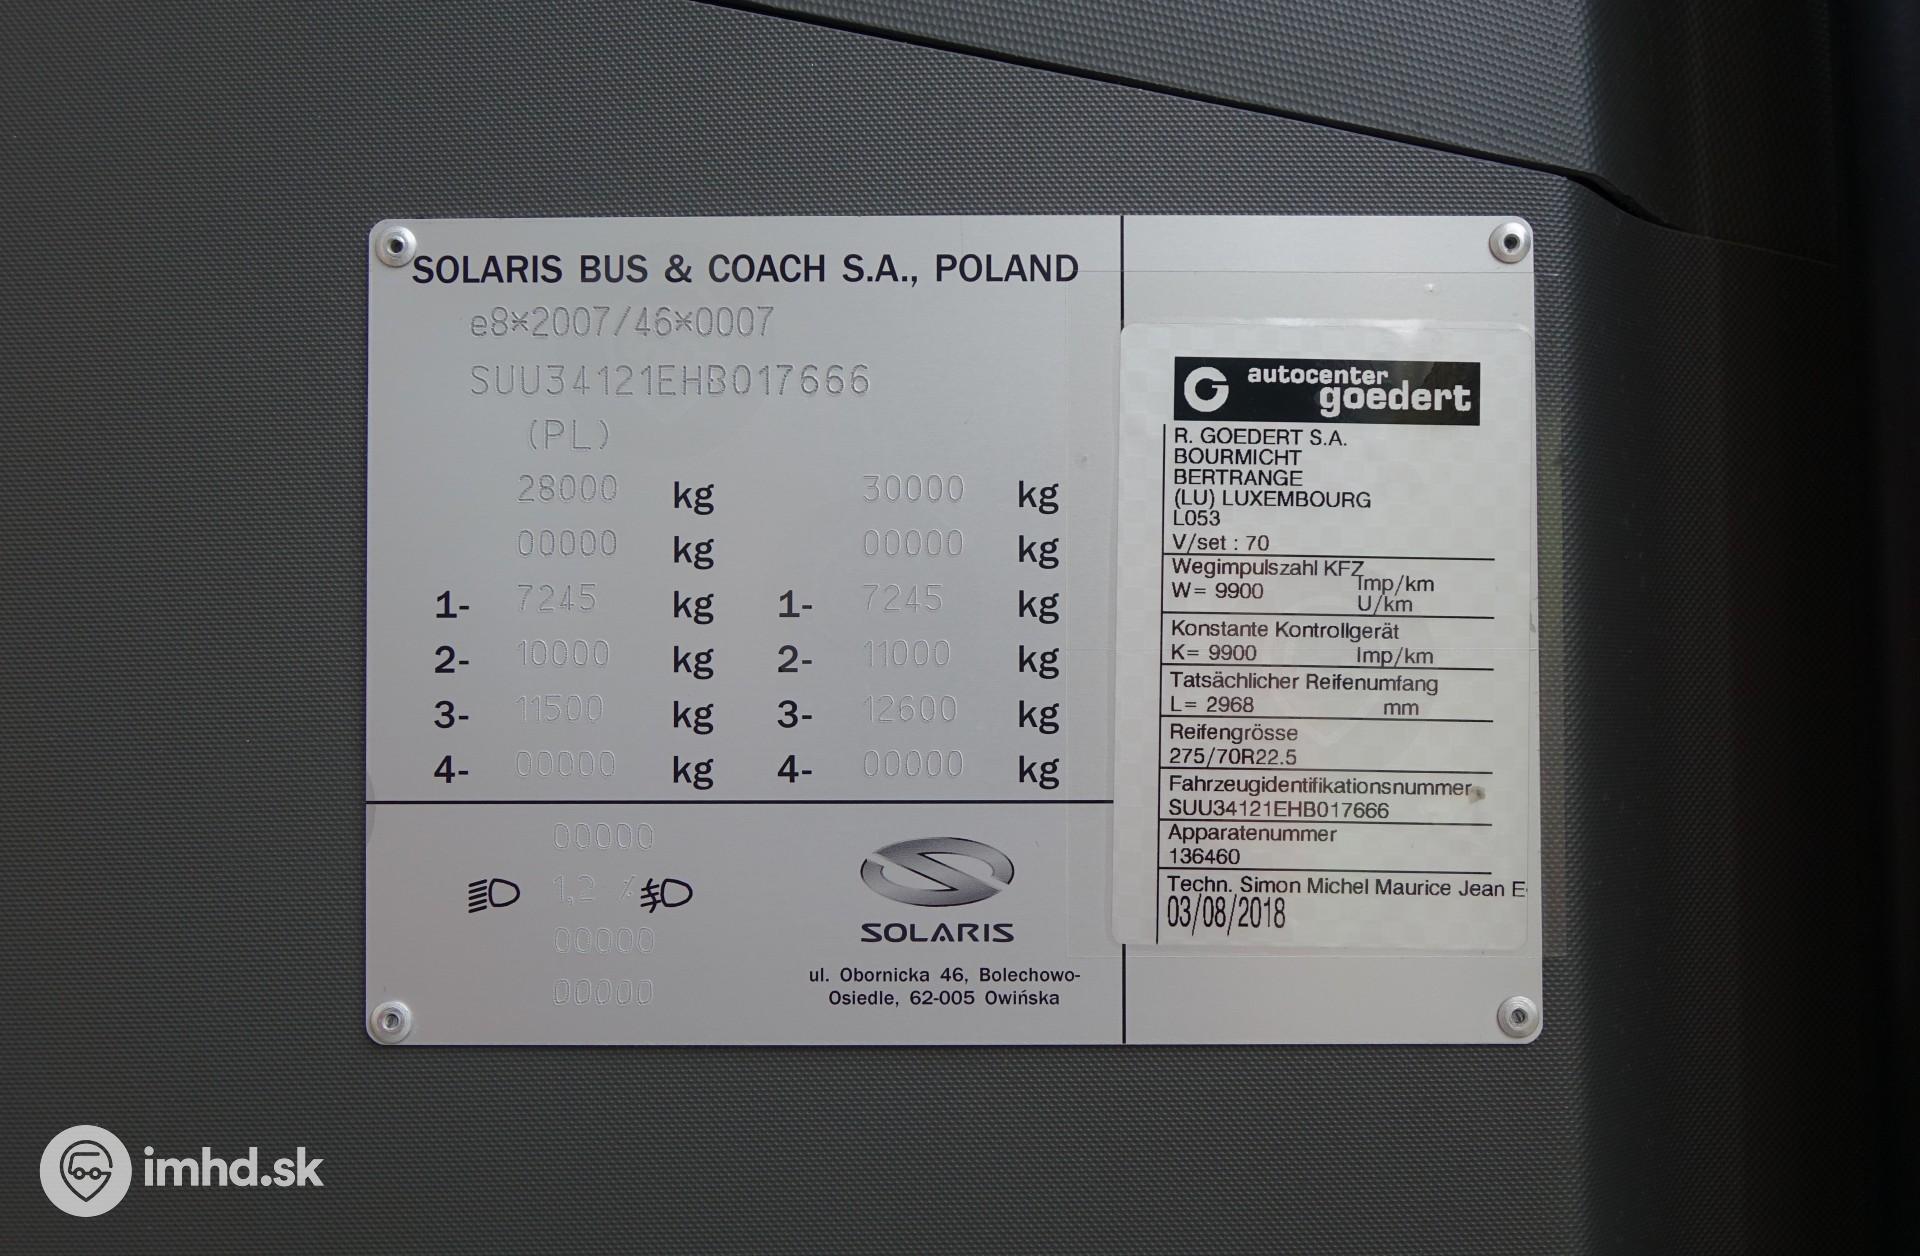 SOLARIS BUS & COACH S.A., POLAND
e8*2007/46*0007
SUU34121EHB017666
(PL)
28000 kg 30000 kg
00000 kg 00000 kg
1- 7245 kg 1- 7245 kg
2- 10000 kg 2- 11000 kg
3- 11500 kg 3- 12600 kg
4- 00000 kg 4- 00000 kg
00000
1,2 %
00000
00000
SOLARIS
ul. Obornicka 46, Bolechowo-
Osiedle, 62-005 Owińska
autocenter
goedert
R. GOEDERT S.A.
BOURMICHT
BERTRANGE
(LU) LUXEMBOURG
L053
V/set : 70
Wegimpulszahl KFZ
W= 9900 Imp/km
U/km
Konstante Kontrollgerät
K= 9900 Imp/km
Tatsächlicher Reifenumfang
L= 2968 mm
Reifengrösse
275/70R22.5
Fahrzeugidentifikationsnummer
SUU34121EHB017666
Apparatenummer
136460
Techn. Simon Michel Maurice Jean E
03/08/2018
imhd.sk